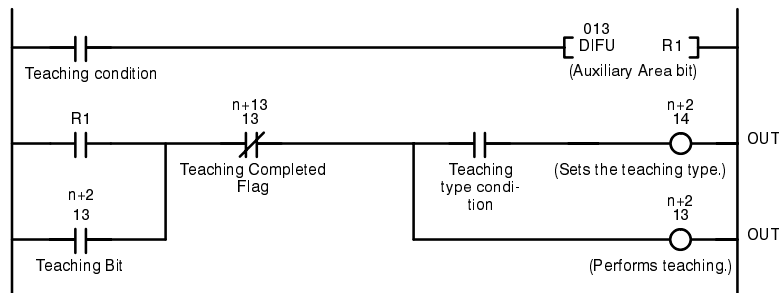 013
DIFU R1
Teaching condition
(Auxiliary Area bit)
R1
n+13
13
n+2
14
OUT
Teaching Completed
Flag
Teaching
type condi-
tion
(Sets the teaching type.)
n+2
13
n+2
13
OUT
Teaching Bit
(Performs teaching.)